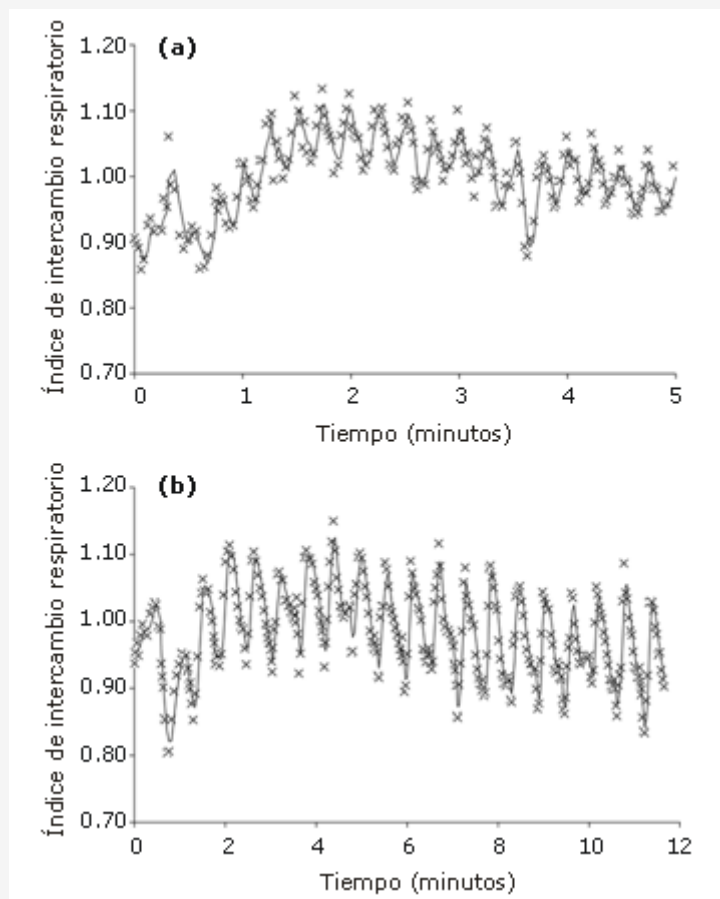 (a)
Índice de intercambio respiratorio
1.20
1.10
1.00
0.90
0.80
0.70
0 1 2 3 4 5
Tiempo (minutos)
(b)
Índice de intercambio respiratorio
1.20
1.10
1.00
0.90
0.80
0.70
0 2 4 6 8 10 12
Tiempo (minutos)